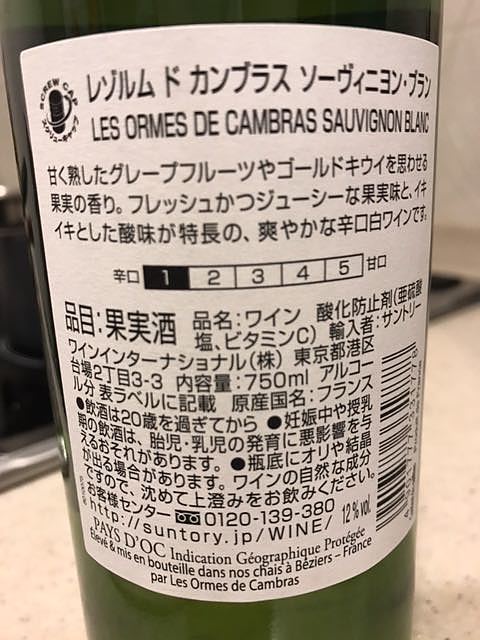 SCREW CAP
スクリューキャップ
レゾルム ド カンブラス ソーヴィニヨン・ブラン
LES ORMES DE CAMBRAS SAUVIGNON BLANC
甘く熟したグレープフルーツやゴールドキウイを思わせる
果実の香り。フレッシュかつジューシーな果実味と、イキ
イキとした酸味が特長の、爽やかな辛口白ワインです。
辛口 1 2 3 4 5 甘口
品目:果実酒 品名:ワイン 酸化防止剤(亜硫酸
塩、ビタミンC) 輸入者:サントリー
ワインインターナショナル(株) 東京都港区
台場2丁目3-3 内容量:750ml アルコー
ル分 表ラベルに記載 原産国名:フランス
●飲酒は20歳を過ぎてから ●妊娠中や授乳
期の飲酒は、胎児・乳児の発育に悪影響を与
えるおそれがあります。 ●瓶底にオリや結晶
が出る場合があります。ワインの自然な成分
ですので、沈めて上澄みをお飲みください。
お客様センター 0120-139-380
http://suntory.jp/WINE/ 12% vol.
PAYS D'OC Indication Géographique Protégée
Elevé & mis en bouteille dans nos chais à Béziers – France
par Les Ormes de Cambras